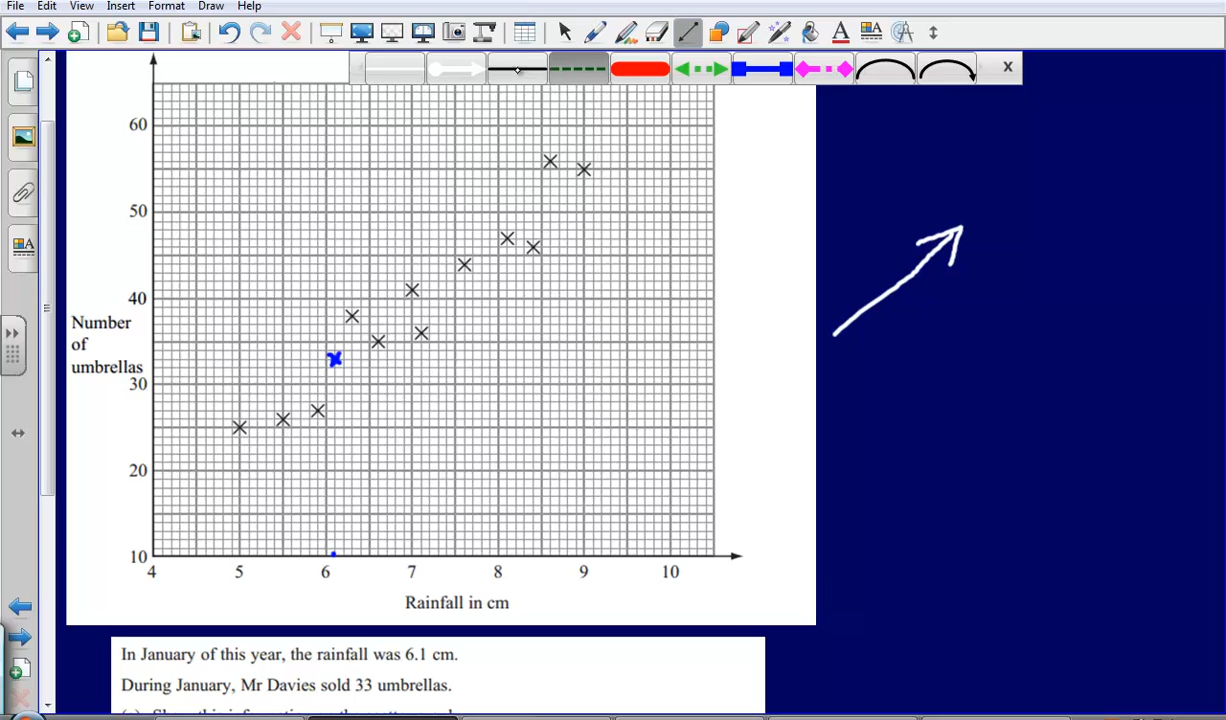 File Edit View Insert Format Draw Help
A
x
60
50
40
Number
of
umbrellas
30
20
10
4 5 6 7 8 9 10
Rainfall in cm
In January of this year, the rainfall was 6.1 cm.
During January, Mr Davies sold 33 umbrellas.